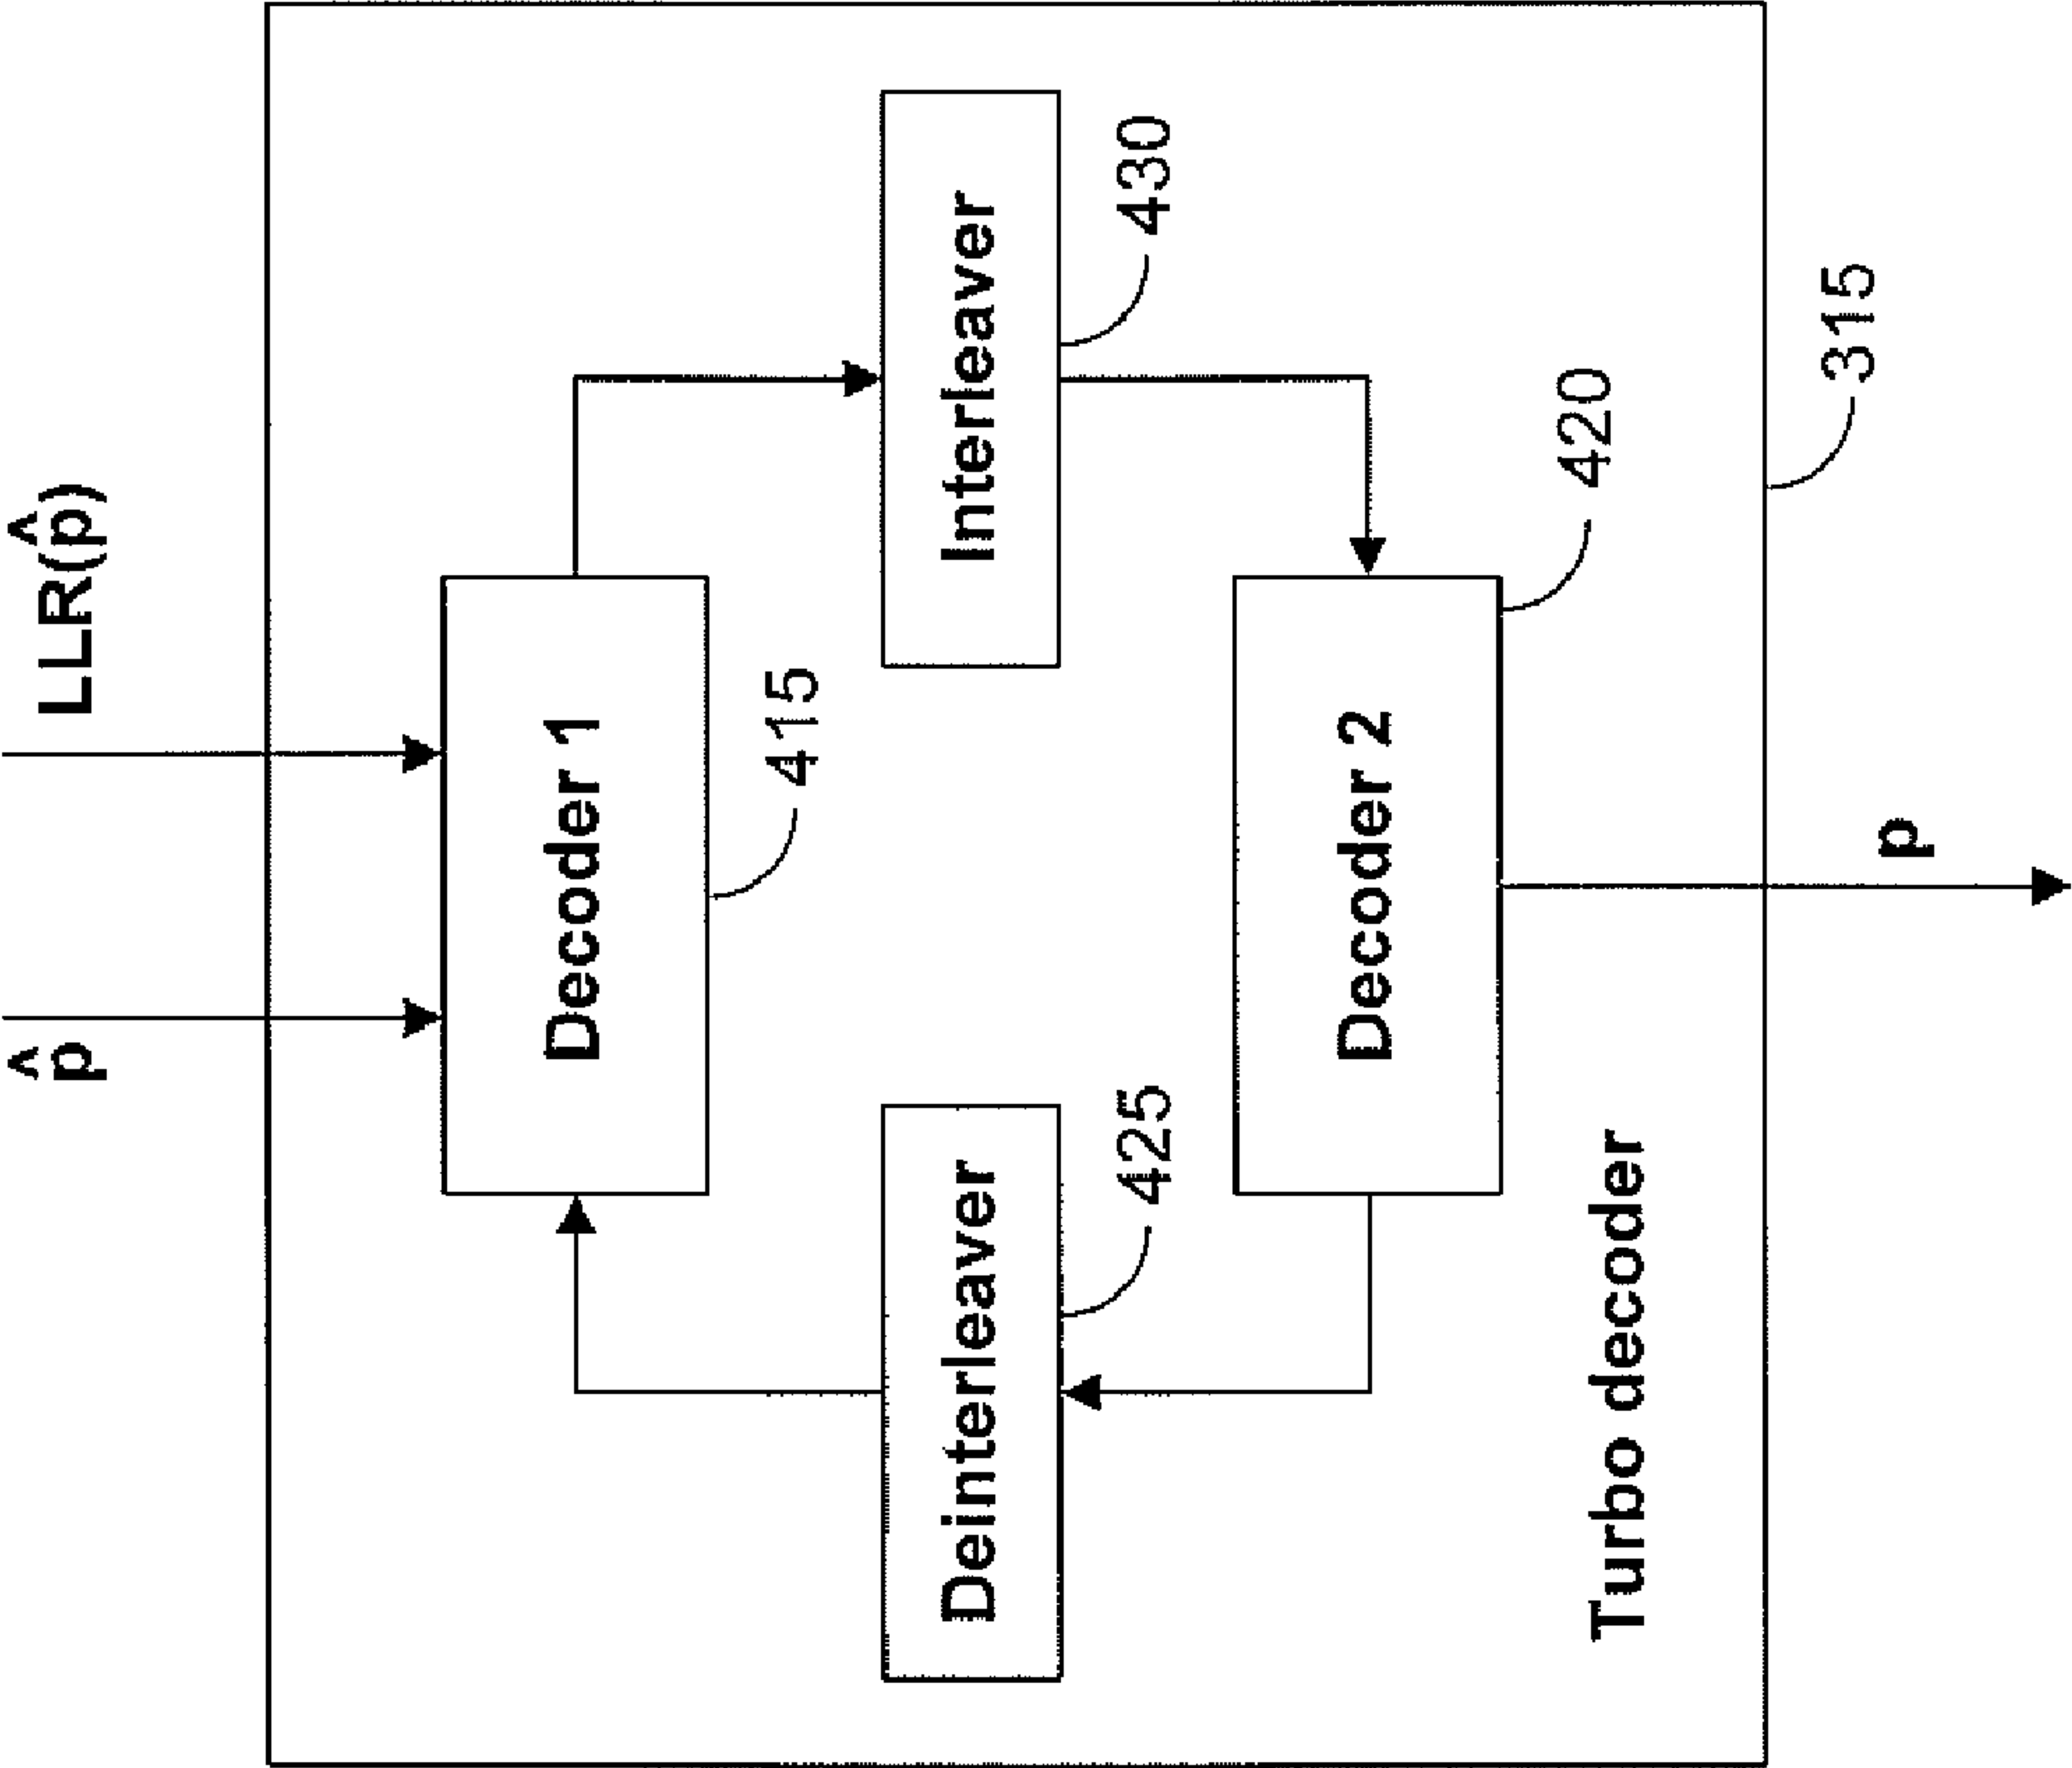 p̂
LLR(p̂)
Decoder 1
415
Deinterleaver
425
Interleaver
430
Decoder 2
420
Turbo decoder
315
p